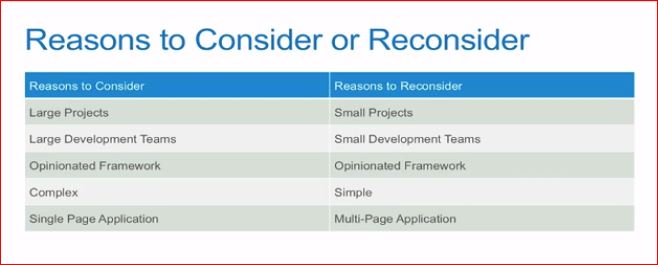 Reasons to Consider or Reconsider
Reasons to Consider Reasons to Reconsider
Large Projects Small Projects
Large Development Teams Small Development Teams
Opinionated Framework Opinionated Framework
Complex Simple
Single Page Application Multi-Page Application